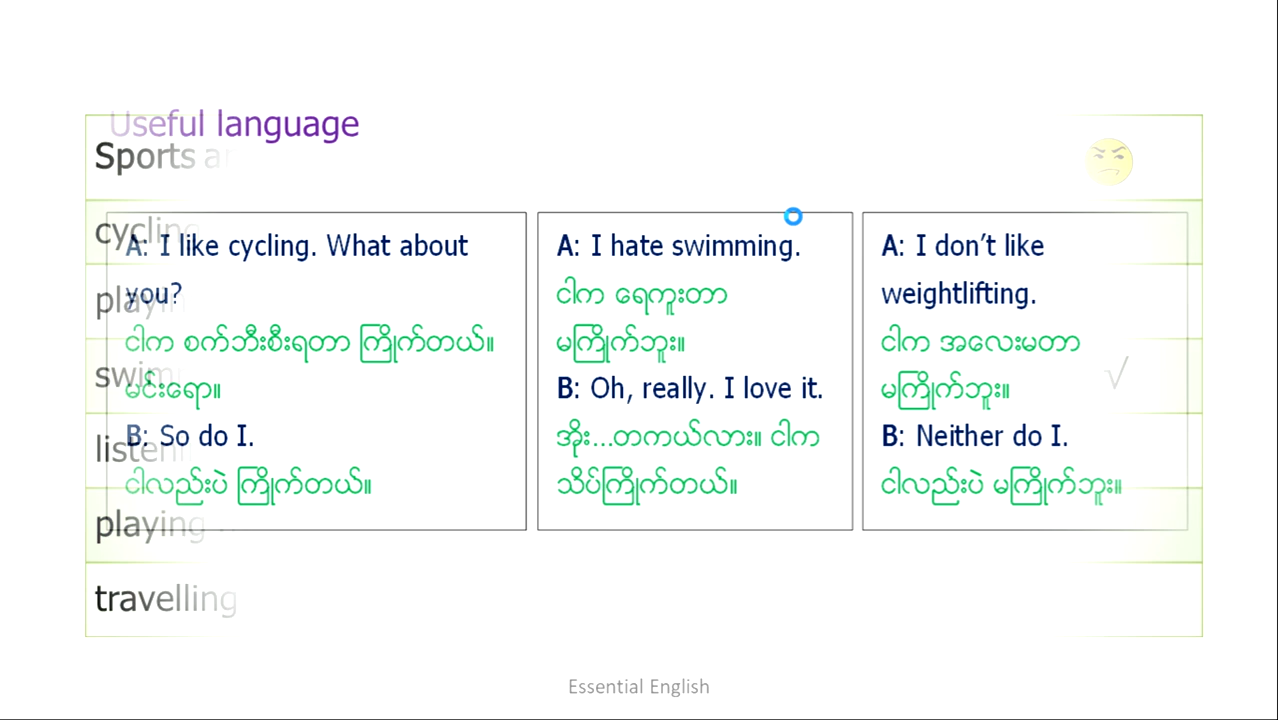 Useful language
Sports
cycling
playing
swim
listening
playing
travelling
A: I like cycling. What about
you?
ငါက စက်ဘီးစီးရတာ ကြိုက်တယ်။
မင်းရော။
B: So do I.
ငါလည်းပဲ ကြိုက်တယ်။
A: I hate swimming.
ငါက ရေကူးတာ
မကြိုက်ဘူး။
B: Oh, really. I love it.
အိုး...တကယ်လား။ ငါက
သိပ်ကြိုက်တယ်။
A: I don't like
weightlifting.
ငါက အလေးမတာ
မကြိုက်ဘူး။
B: Neither do I.
ငါလည်းပဲ မကြိုက်ဘူး။
√
Essential English